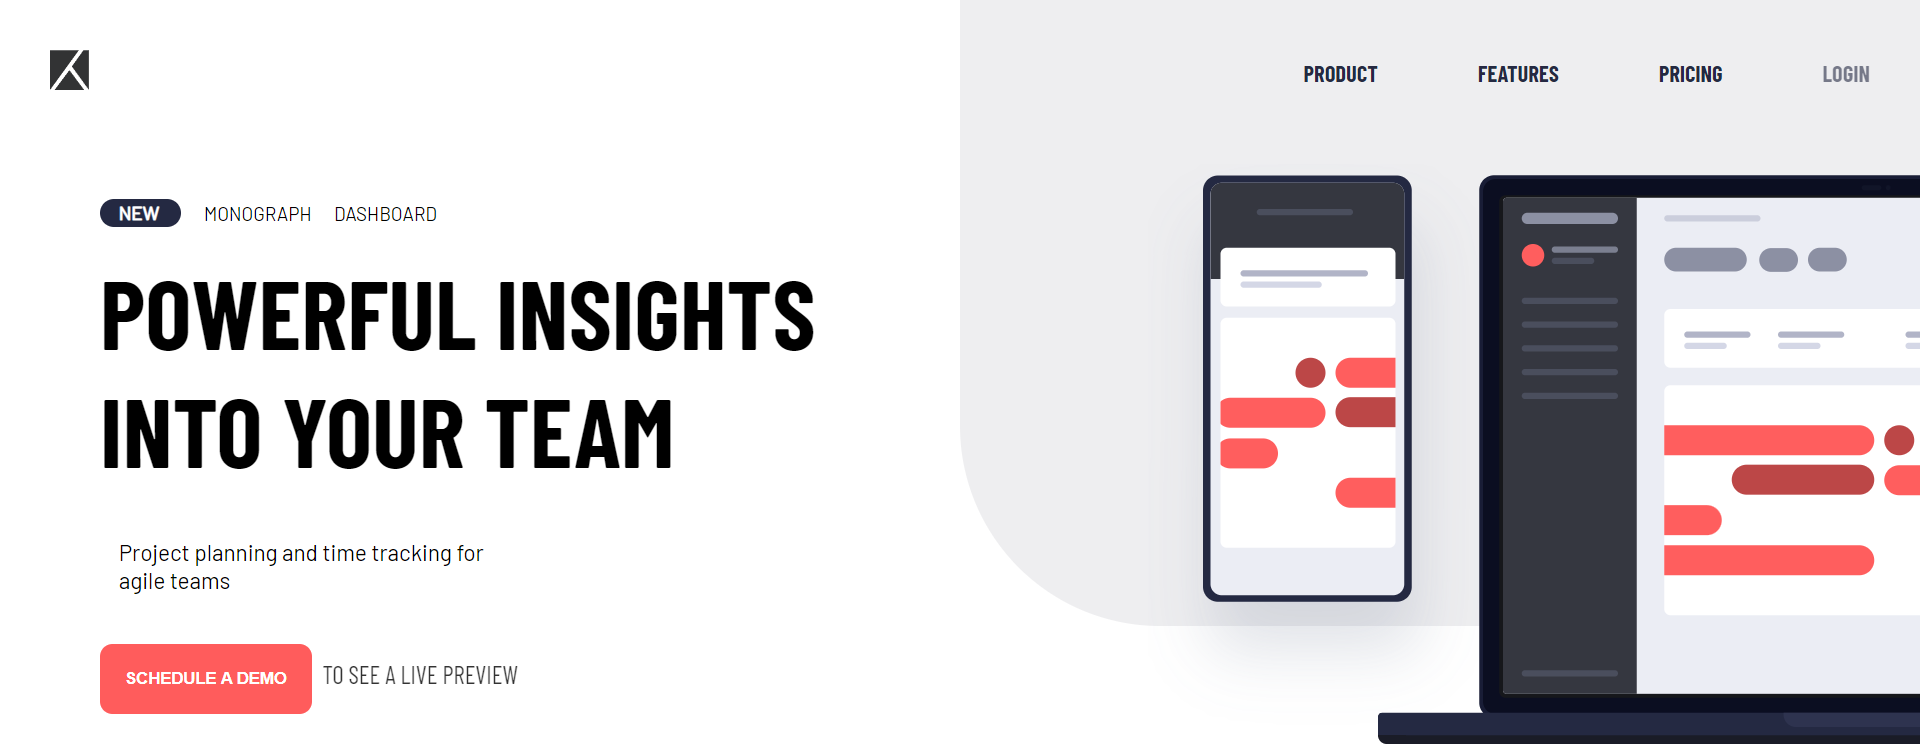 PRODUCT FEATURES PRICING LOGIN
NEW MONOGRAPH DASHBOARD
POWERFUL INSIGHTS
INTO YOUR TEAM
Project planning and time tracking for
agile teams
SCHEDULE A DEMO TO SEE A LIVE PREVIEW